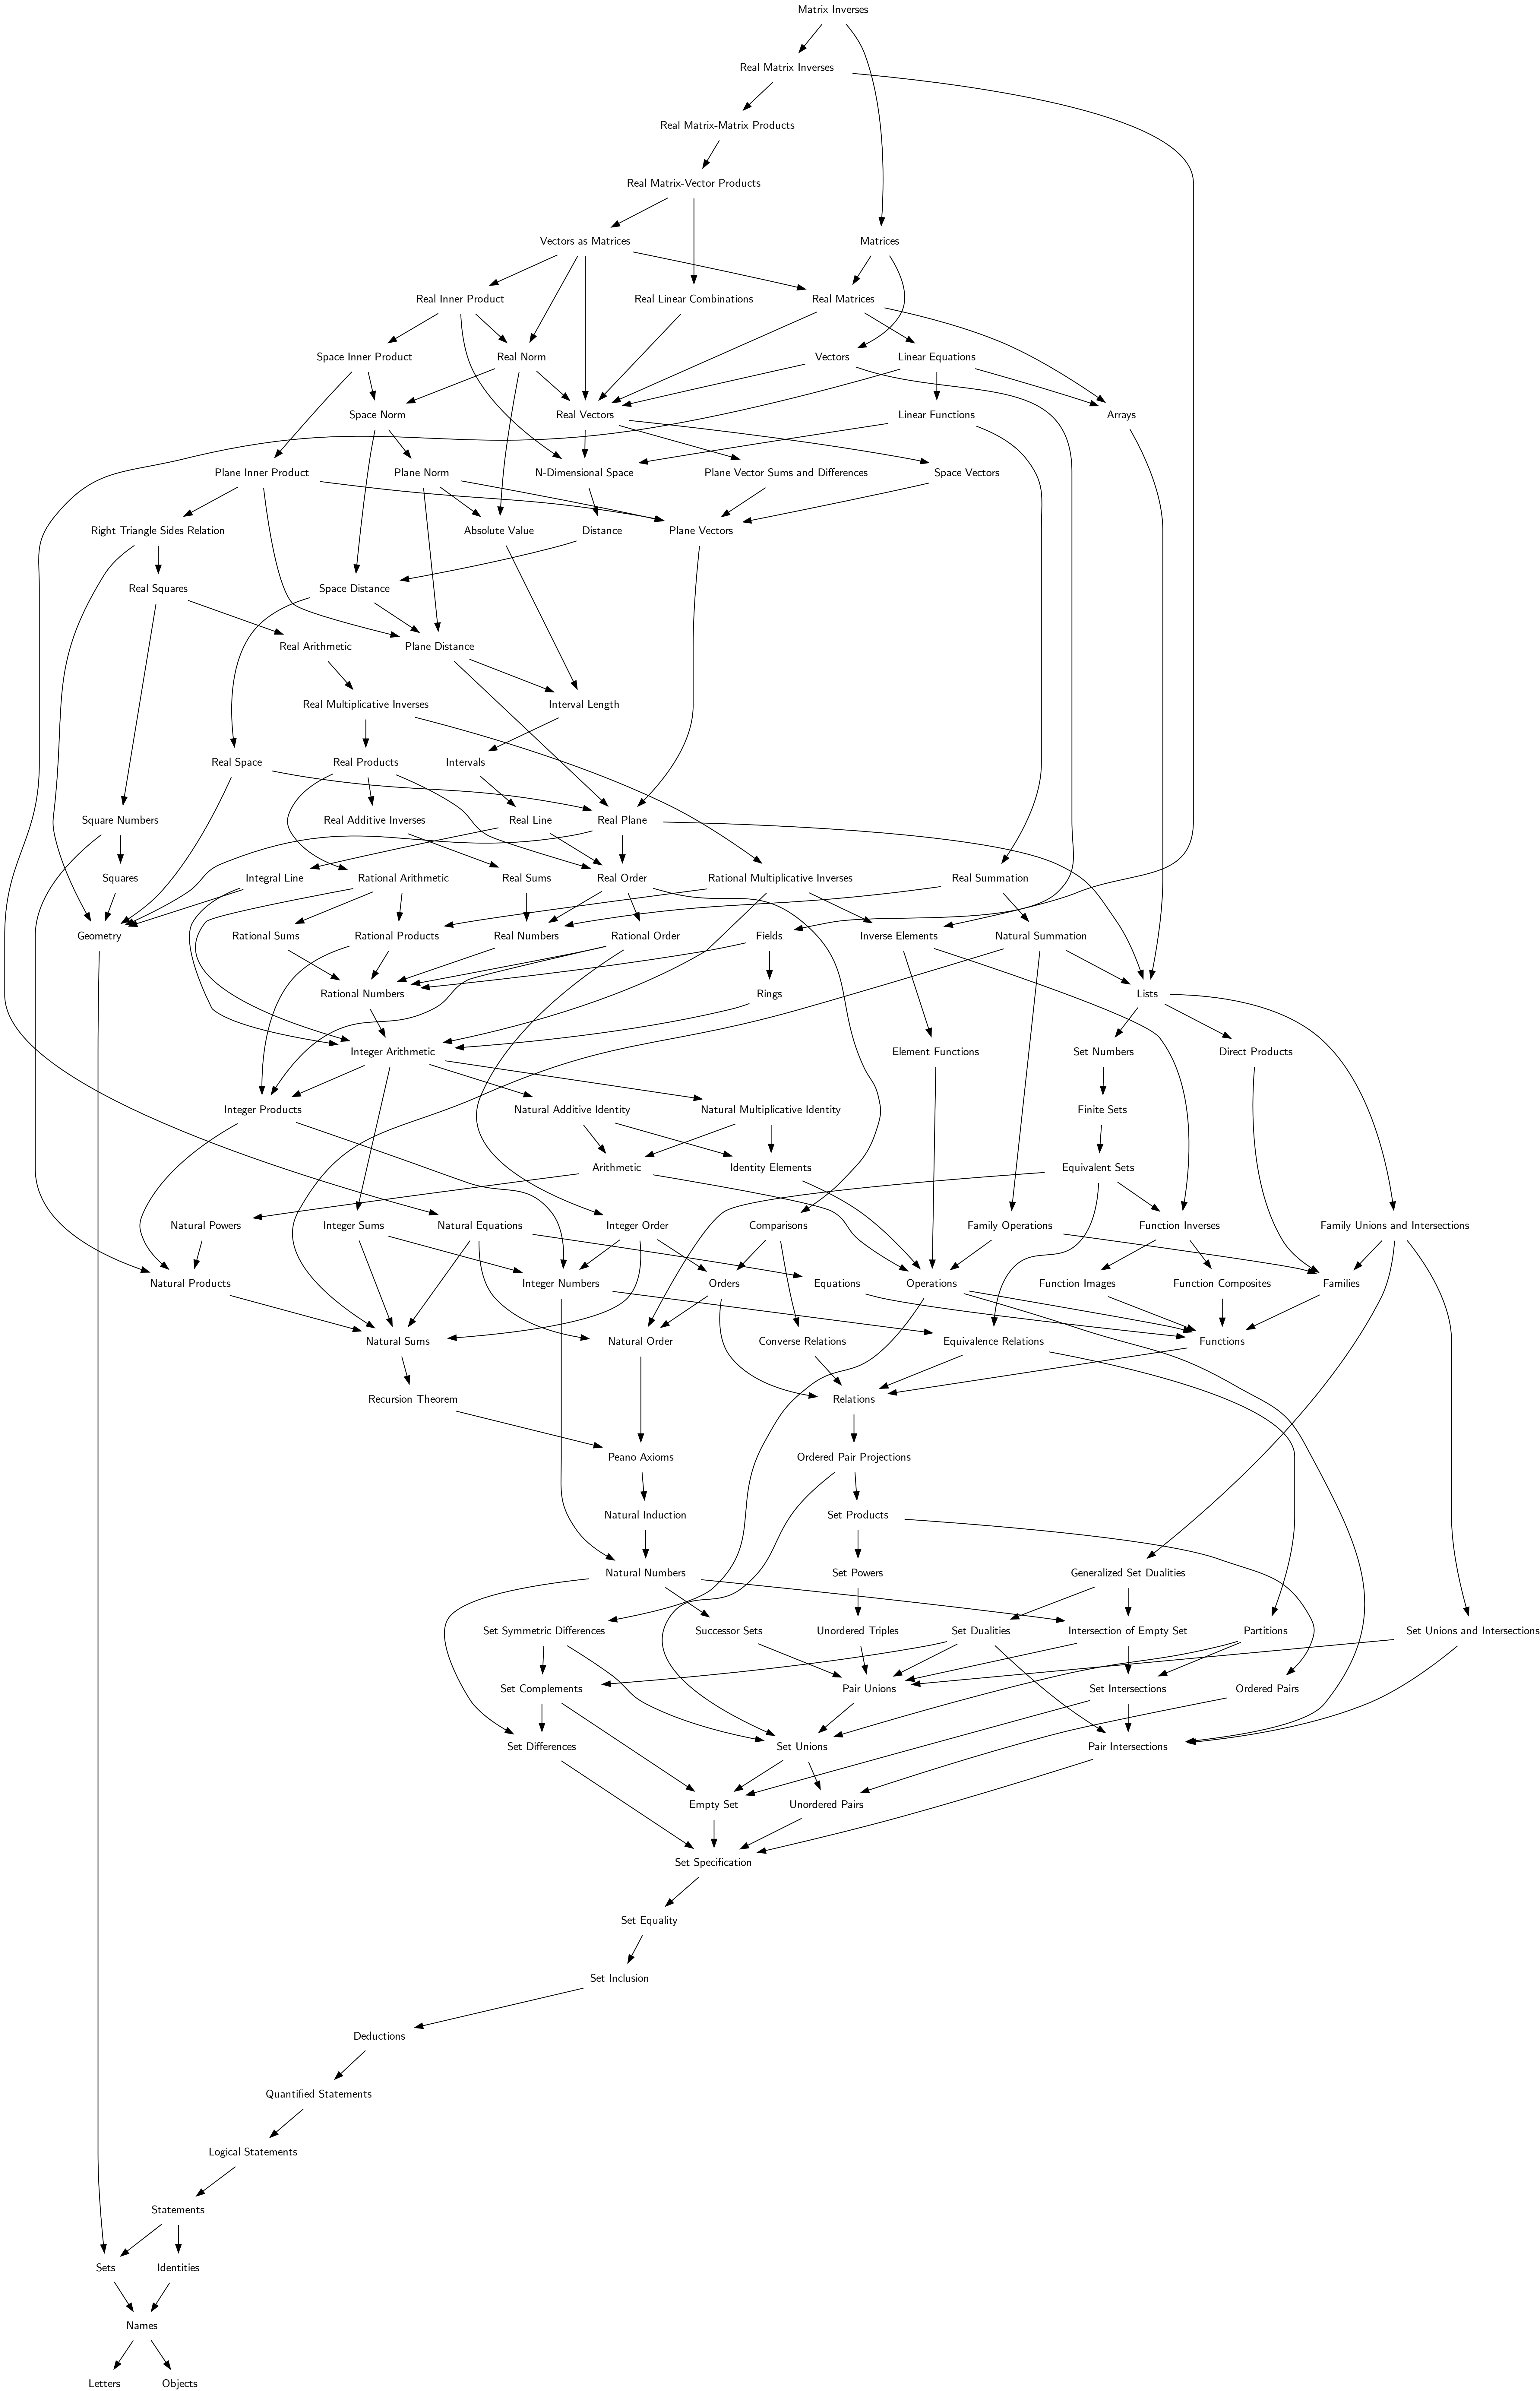 Matrix Inverses
Real Matrix Inverses
Real Matrix-Matrix Products
Real Matrix-Vector Products
Vectors as Matrices
Matrices
Real Inner Product
Real Linear Combinations
Real Matrices
Space Inner Product
Real Norm
Vectors
Linear Equations
Space Norm
Real Vectors
Linear Functions
Arrays
Plane Inner Product
Plane Norm
N-Dimensional Space
Plane Vector Sums and Differences
Space Vectors
Right Triangle Sides Relation
Absolute Value
Distance
Plane Vectors
Real Squares
Space Distance
Real Arithmetic
Plane Distance
Real Multiplicative Inverses
Interval Length
Real Space
Real Products
Intervals
Square Numbers
Real Additive Inverses
Real Line
Real Plane
Squares
Integral Line
Rational Arithmetic
Real Sums
Real Order
Rational Multiplicative Inverses
Real Summation
Geometry
Rational Sums
Rational Products
Real Numbers
Rational Order
Fields
Inverse Elements
Natural Summation
Rational Numbers
Rings
Lists
Integer Arithmetic
Element Functions
Set Numbers
Direct Products
Integer Products
Natural Additive Identity
Natural Multiplicative Identity
Finite Sets
Arithmetic
Identity Elements
Equivalent Sets
Natural Powers
Integer Sums
Natural Equations
Integer Order
Comparisons
Family Operations
Function Inverses
Family Unions and Intersections
Natural Products
Integer Numbers
Orders
Equations
Operations
Function Images
Function Composites
Families
Natural Sums
Natural Order
Converse Relations
Equivalence Relations
Functions
Recursion Theorem
Relations
Peano Axioms
Ordered Pair Projections
Natural Induction
Set Products
Natural Numbers
Set Powers
Generalized Set Dualities
Set Symmetric Differences
Successor Sets
Unordered Triples
Set Dualities
Intersection of Empty Set
Partitions
Set Unions and Intersections
Set Complements
Pair Unions
Set Intersections
Ordered Pairs
Set Differences
Set Unions
Pair Intersections
Empty Set
Unordered Pairs
Set Specification
Set Equality
Set Inclusion
Deductions
Quantified Statements
Logical Statements
Statements
Sets
Identities
Names
Letters
Objects